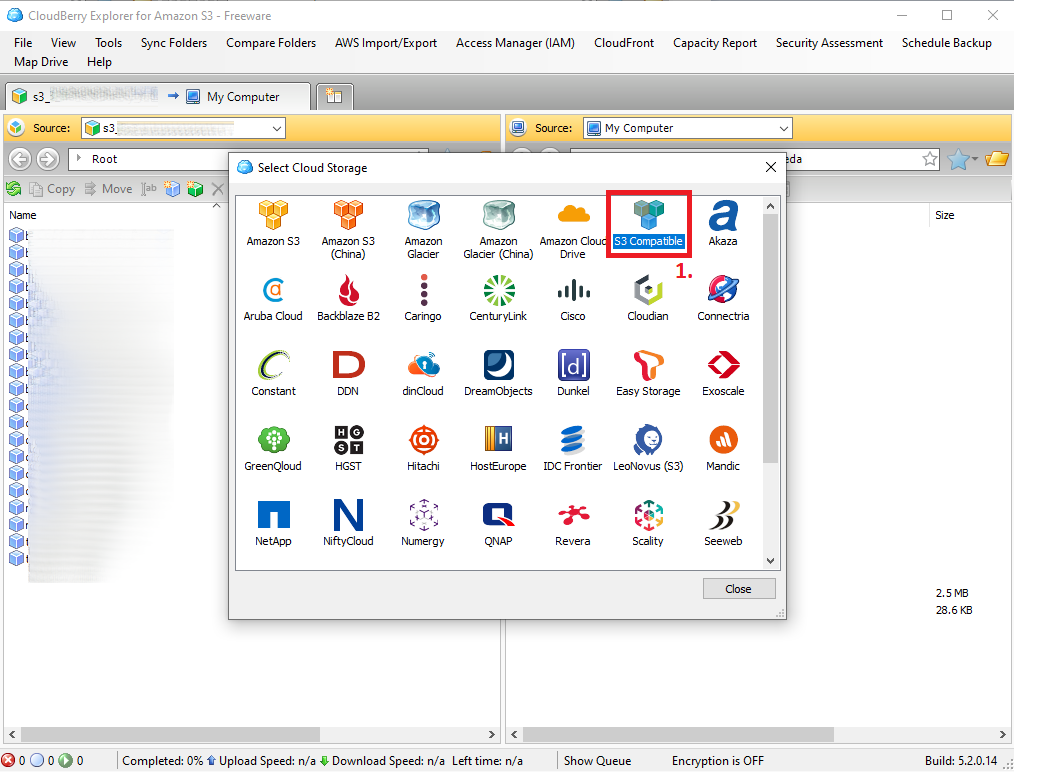 CloudBerry Explorer for Amazon S3 - Freeware
File View Tools Sync Folders Compare Folders AWS Import/Export Access Manager (IAM) CloudFront Capacity Report Security Assessment Schedule Backup
Map Drive Help
s3_ My Computer
Source: s3_
Source: My Computer
Root
Copy Move
Name
Size
Select Cloud Storage
Amazon S3
Amazon S3 (China)
Amazon Glacier
Amazon Glacier (China)
Amazon Cloud Drive
S3 Compatible
Akaza
1.
Aruba Cloud
Backblaze B2
Caringo
CenturyLink
Cisco
Cloudian
Connectria
Constant
DDN
dinCloud
DreamObjects
[d]
Dunkel
Easy Storage
Exoscale
GreenQloud
HGST
HGST
Hitachi
H
HostEurope
IDC Frontier
LeoNovus (S3)
Mandic
NetApp
NiftyCloud
Numergy
QNAP
Revera
Scality
Seeweb
Close
2.5 MB
28.6 KB
0 0 0 Completed: 0% Upload Speed: n/a Download Speed: n/a Left time: n/a Show Queue Encryption is OFF Build: 5.2.0.14